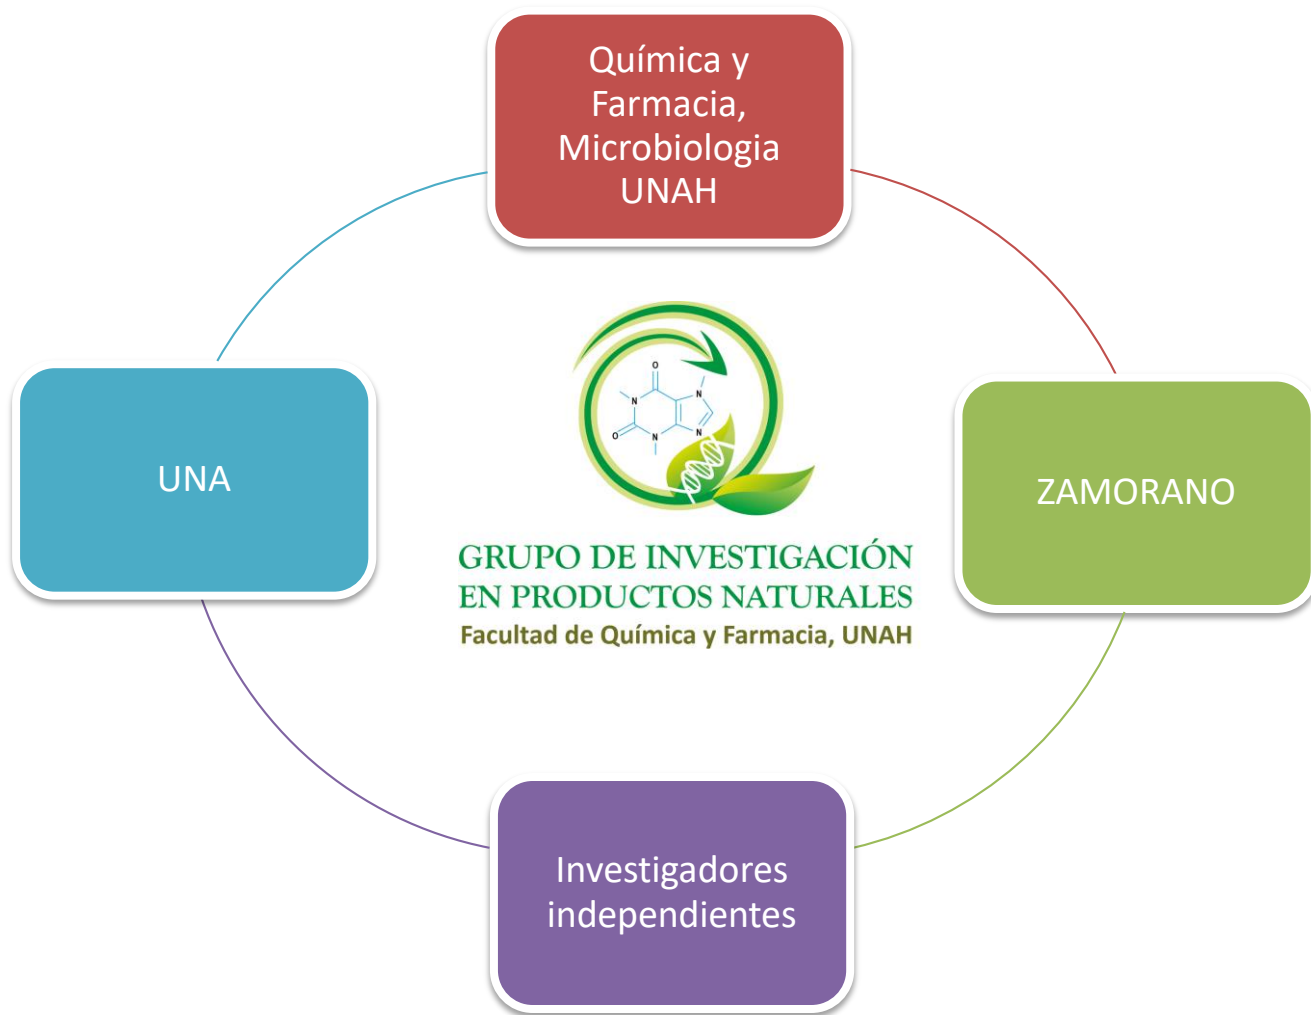 Química y
Farmacia,
Microbiologia
UNAH
UNA
ZAMORANO
O
N
N
O
N
N
GRUPO DE INVESTIGACIÓN
EN PRODUCTOS NATURALES
Facultad de Química y Farmacia, UNAH
Investigadores
independientes